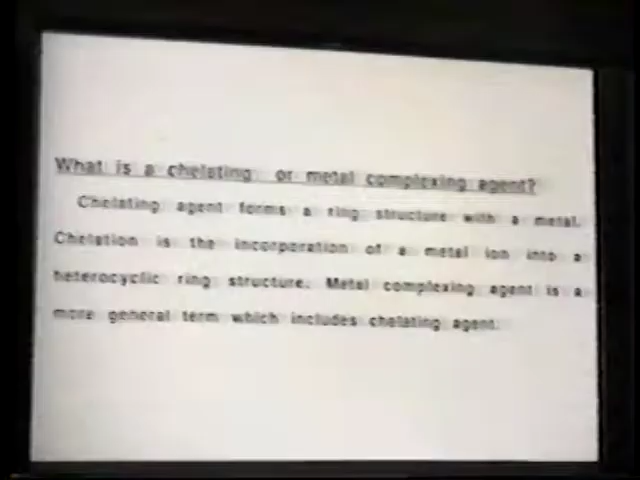 What is a chelating or metal complexing agent?
Chelating agent forms a ring structure with a metal.
Chelation is the incorporation of a metal ion into a
heterocyclic ring structure. Metal complexing agent is a
more general term which includes chelating agent.